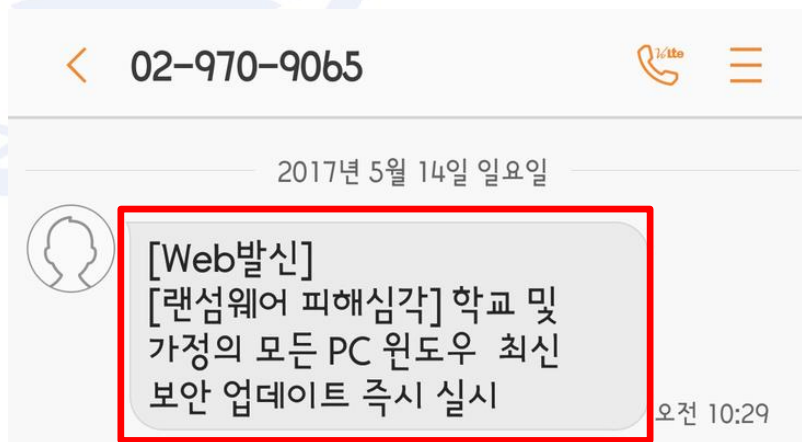 02-970-9065
2017년 5월 14일 일요일
[Web발신]
[랜섬웨어 피해심각] 학교 및
가정의 모든 PC 윈도우 최신
보안 업데이트 즉시 실시
오전 10:29